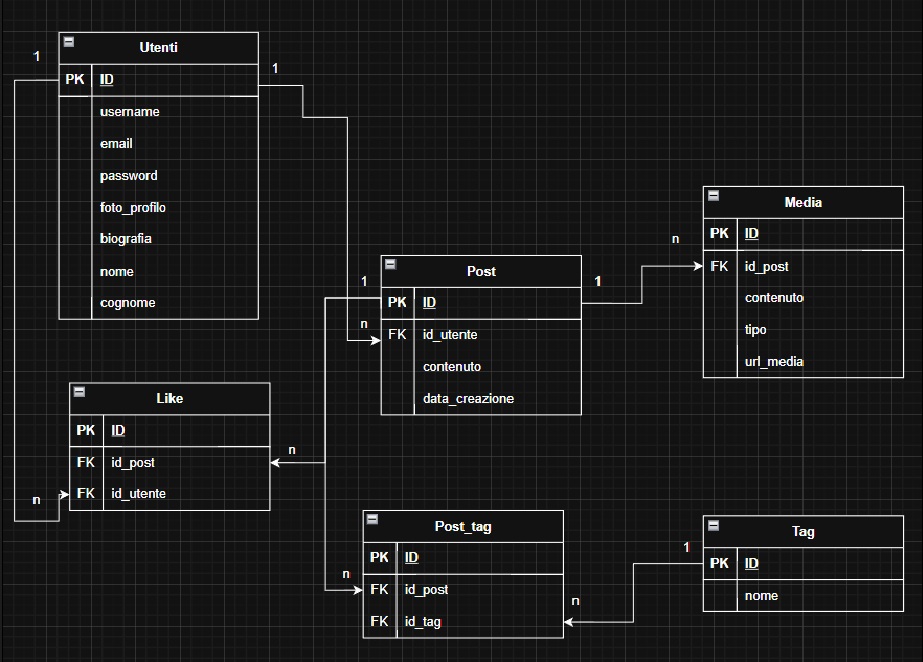 Utenti
1
1
PK ID
username
email
password
foto_profilo
biografia
nome
cognome
Media
PK ID
n
FK id_post
contenuto
tipo
url_media
Post
1
1
PK ID
n
FK id_utente
contenuto
data_creazione
Like
PK ID
n
FK id_post
n
FK id_utente
Post_tag
PK ID
n
FK id_post
n
FK id_tag
Tag
1
PK ID
nome